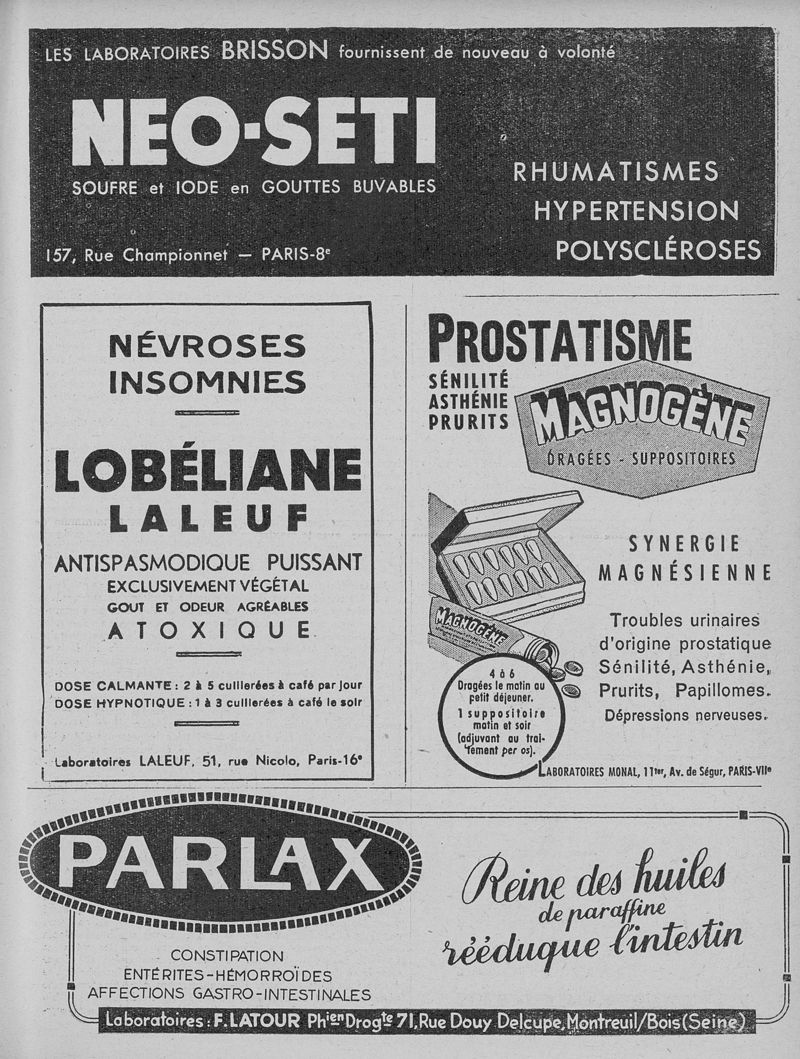 LES LABORATOIRES BRISSON fournissent de nouveau à volonté
NEO-SETI
SOUFRE et IODE en GOUTTES BUVABLES
157, Rue Championnet — PARIS-8e
RHUMATISMES
HYPERTENSION
POLYSCLÉROSES
NÉVROSES
INSOMNIES
LOBÉLIANE
LALEUF
ANTISPASMODIQUE PUISSANT
EXCLUSIVEMENT VÉGÉTAL
GOUT ET ODEUR AGRÉABLES
ATOXIQUE
DOSE CALMANTE : 2 à 5 cuillerées à café par jour
DOSE HYPNOTIQUE : 1 à 3 cuillerées à café le soir
Laboratoires LALEUF, 51, rue Nicolo, Paris-16e
PROSTATISME
SÉNILITÉ
ASTHÉNIE
PRURITS
MAGNOGÈNE
DRAGÉES - SUPPOSITOIRES
SYNERGIE
MAGNÉSIENNE
MAGNOGÈNE
Troubles urinaires
d'origine prostatique
Sénilité, Asthénie,
Prurits, Papillomes.
Dépressions nerveuses.
4 à 6
Dragées le matin au
petit déjeuner.
1 suppositoire
matin et soir
(adjuvant au trai-
tement per os).
LABORATOIRES MONAL, 11ter, Av. de Ségur, PARIS-VIIe
PARLAX
CONSTIPATION
ENTÉRITES-HÉMORROÏDES
AFFECTIONS GASTRO-INTESTINALES
Reine des huiles
de paraffine
rééduque l'intestin
Laboratoires : F. LATOUR Phien Drogte 71, Rue Douy Delcupe, Montreuil/Bois (Seine)